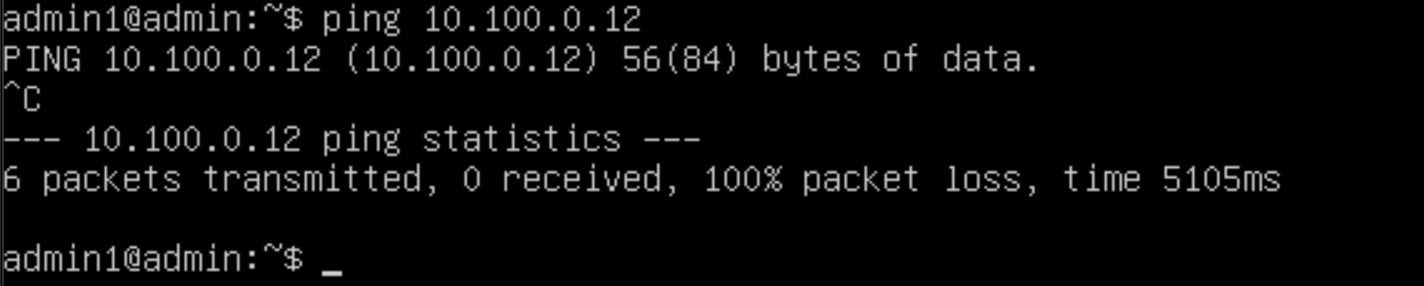 admin1@admin:~$ ping 10.100.0.12
PING 10.100.0.12 (10.100.0.12) 56(84) bytes of data.
^C
--- 10.100.0.12 ping statistics ---
6 packets transmitted, 0 received, 100% packet loss, time 5105ms
admin1@admin:~$ _